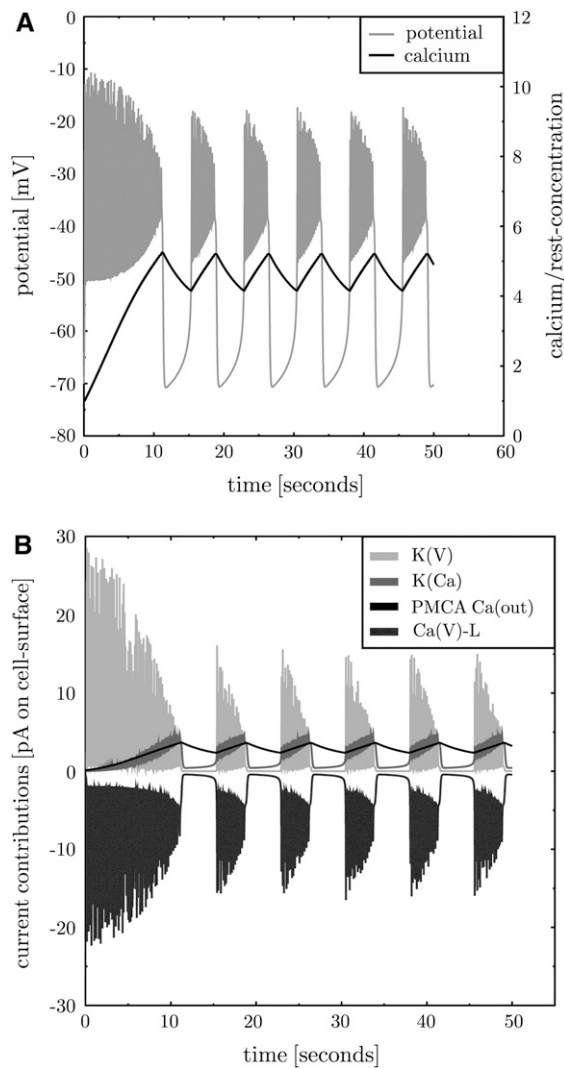 A
potential
calcium
0
-10
-20
-30
-40
-50
-60
-70
-80
potential [mV]
12
10
8
6
4
2
0
calcium/rest-concentration
0
10
20
30
40
50
60
time [seconds]
B
K(V)
K(Ca)
PMCA Ca(out)
Ca(V)-L
30
20
10
0
-10
-20
-30
current contributions [pA on cell-surface]
0
10
20
30
40
50
time [seconds]